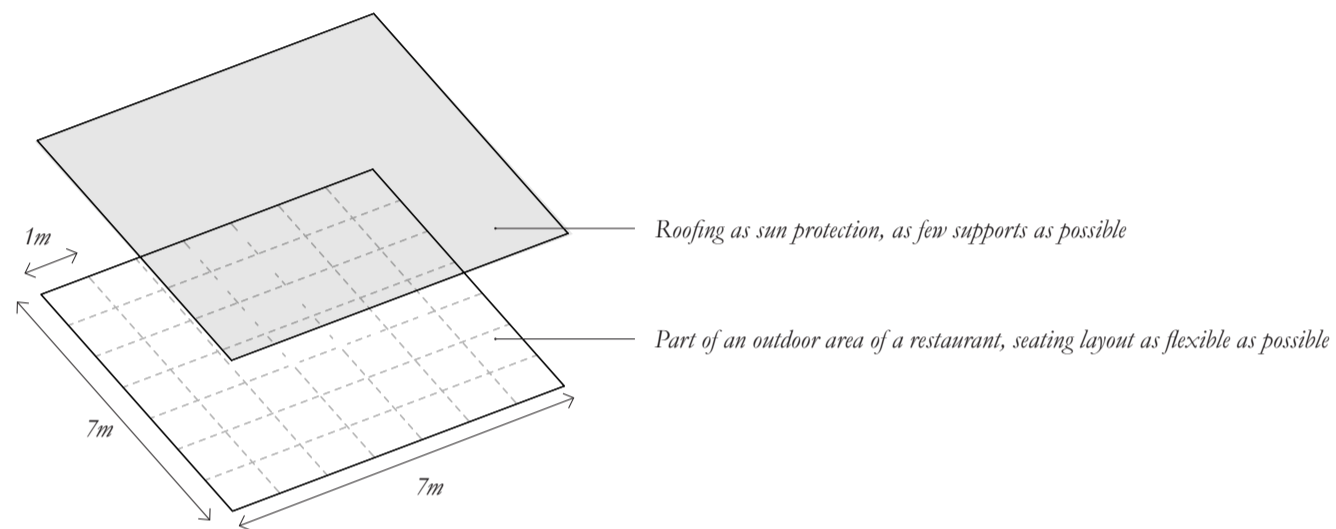 1m
Roofing as sun protection, as few supports as possible
Part of an outdoor area of a restaurant, seating layout as flexible as possible
7m
7m